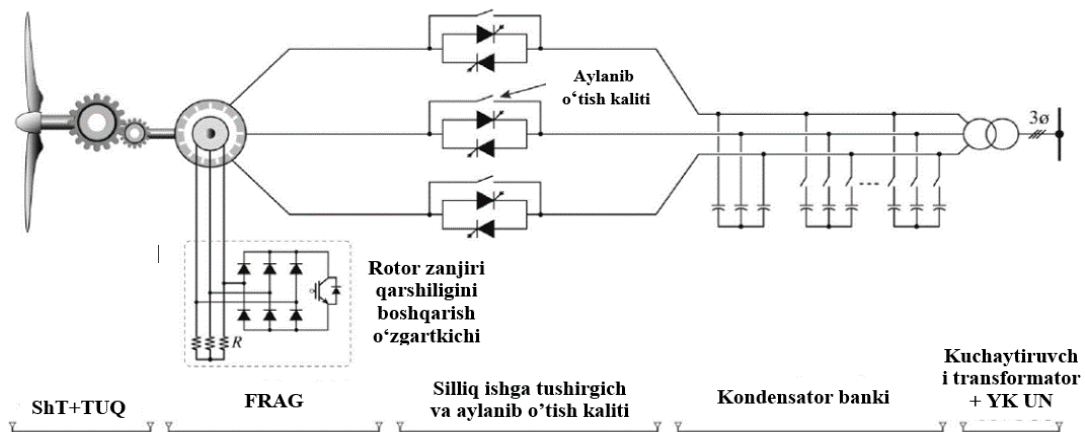 Aylanib
o‘tish kaliti
3ø
Rotor zanjiri
qarshiligini
boshqarish
o‘zgartkichi
R
ShT+TUQ
FRAG
Silliq ishga tushirgich
va aylanib o’tish kaliti
Kondensator banki
Kuchaytiruvch
i transformator
+ YK UN